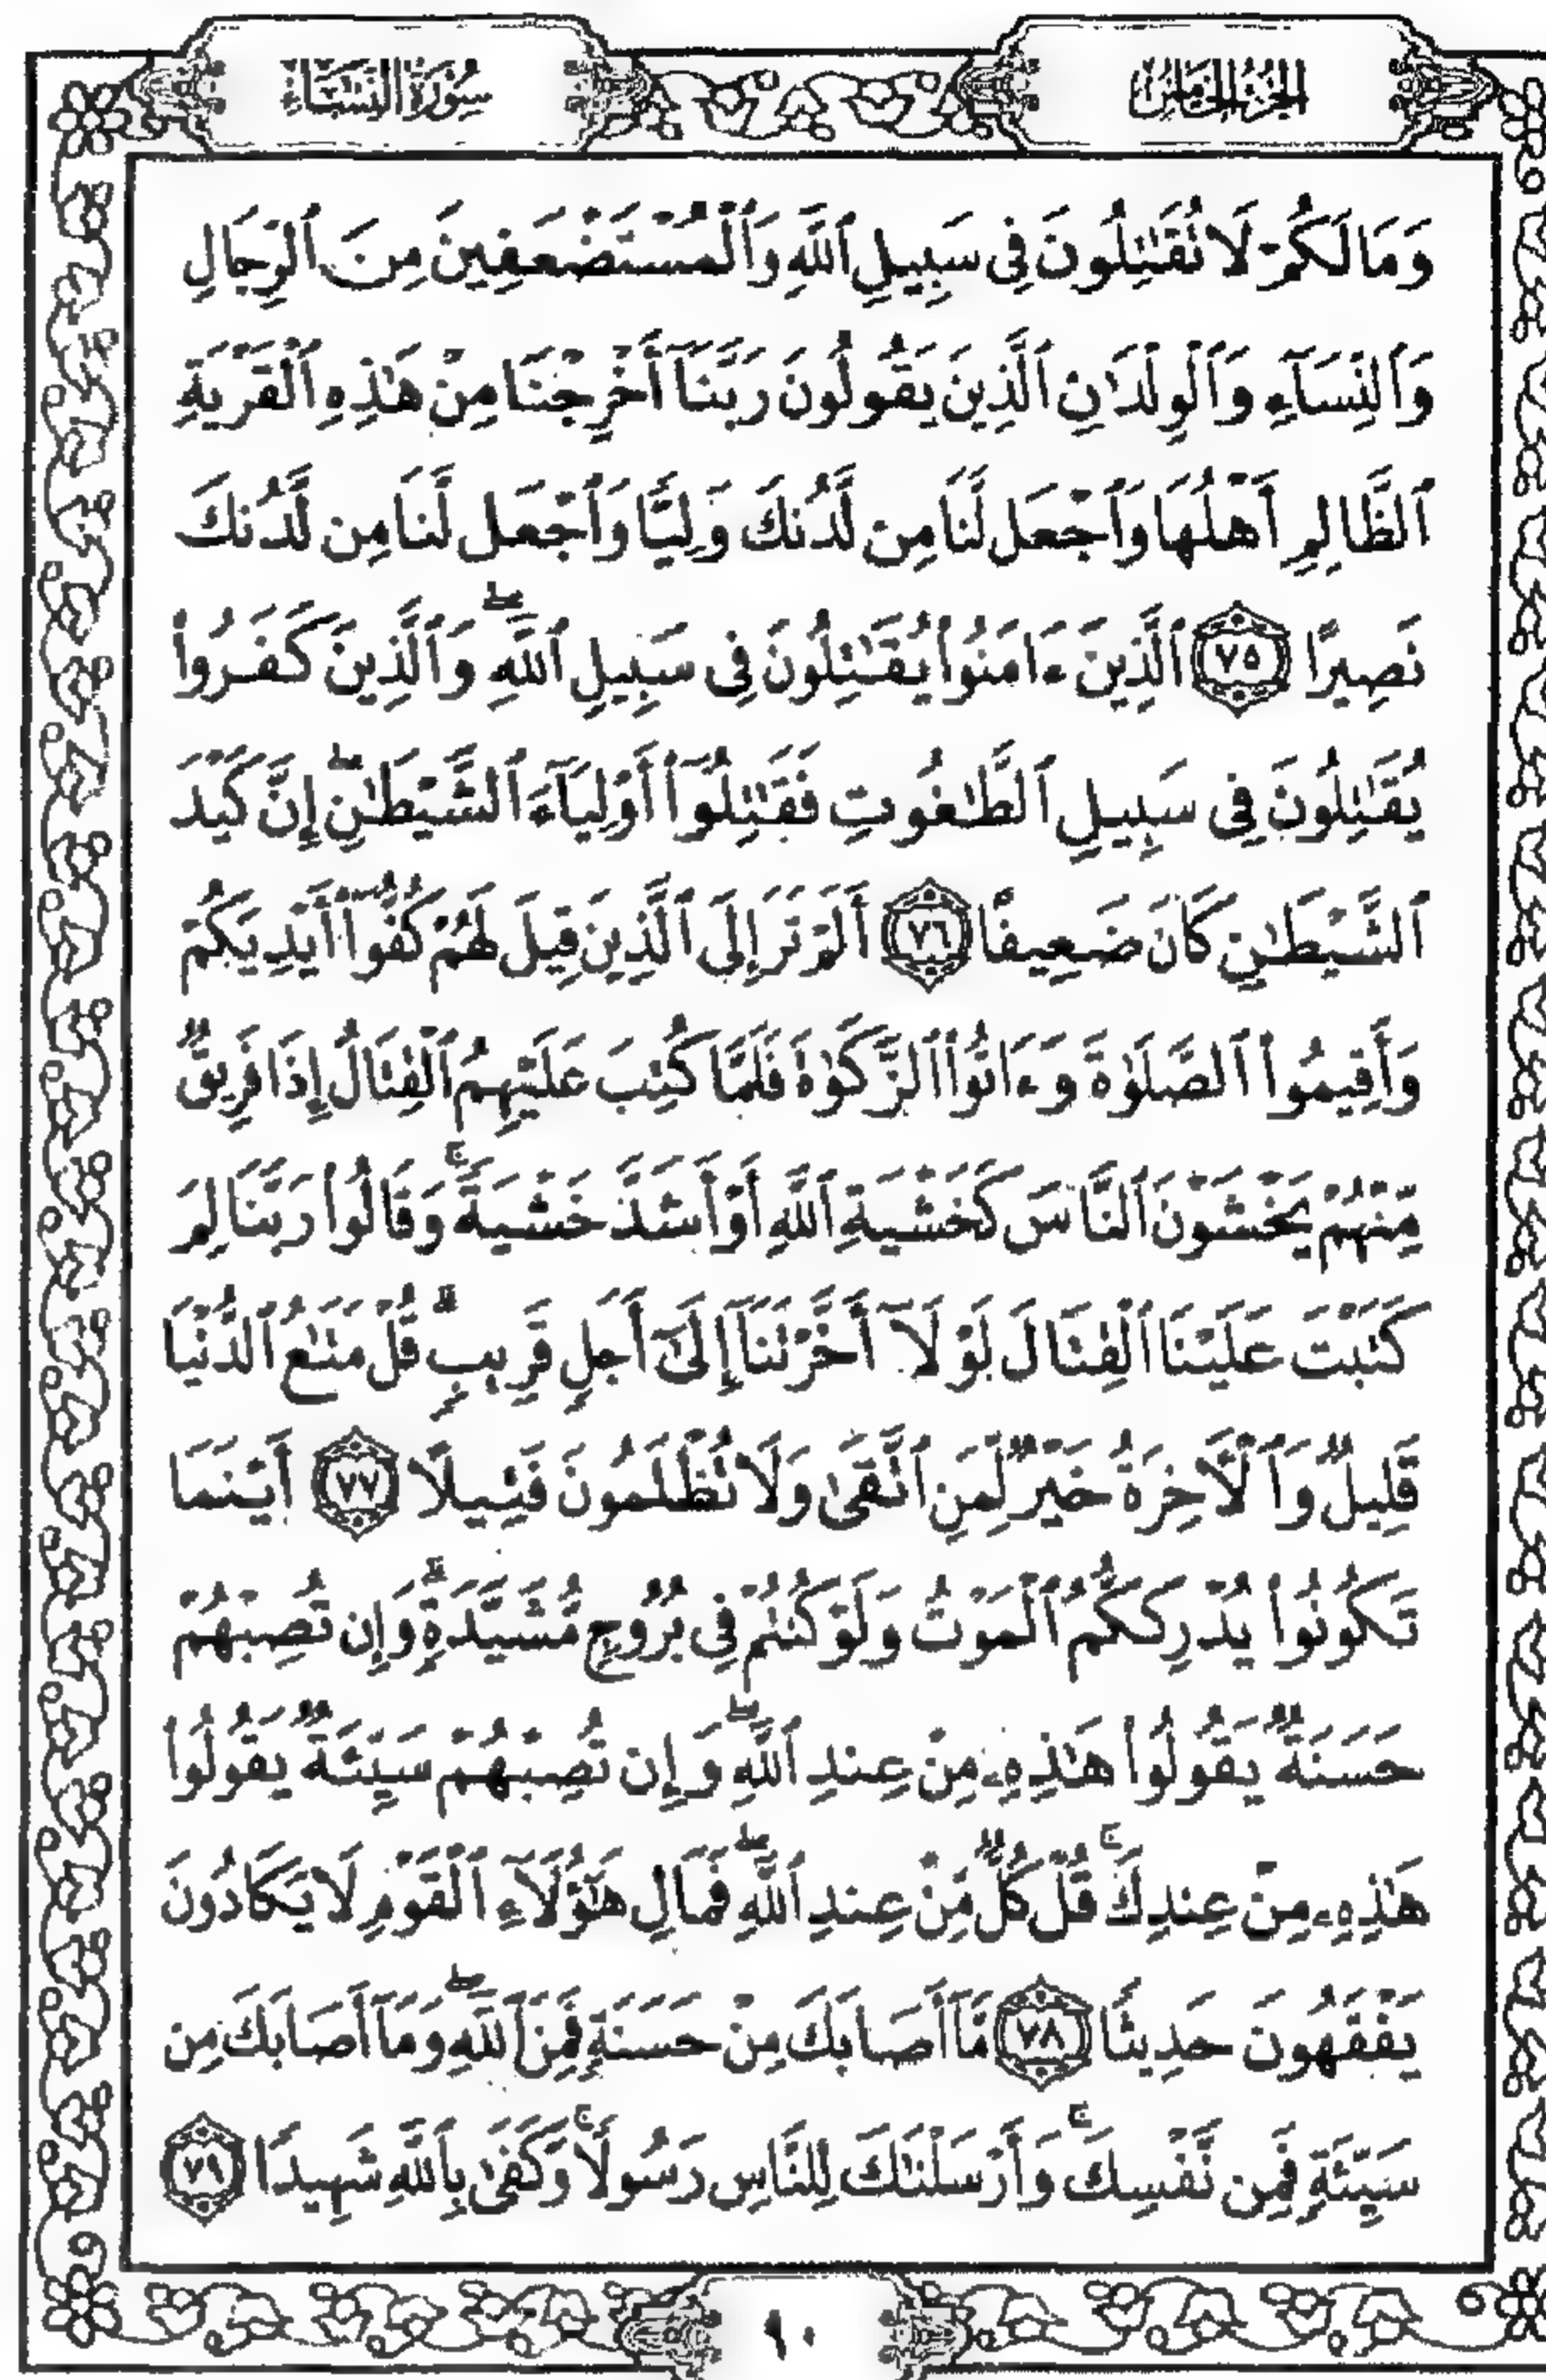 الجزء الخامس سورة النساء
وَمَا لَكُمْ لَا تُقَٰتِلُونَ فِى سَبِيلِ ٱللَّهِ وَٱلْمُسْتَضْعَفِينَ مِنَ ٱلرِّجَالِ
وَٱلنِّسَآءِ وَٱلْوِلْدَٰنِ ٱلَّذِينَ يَقُولُونَ رَبَّنَآ أَخْرِجْنَا مِنْ هَٰذِهِ ٱلْقَرْيَةِ
ٱلظَّالِمِ أَهْلُهَا وَٱجْعَل لَّنَا مِن لَّدُنكَ وَلِيًّا وَٱجْعَل لَّنَا مِن لَّدُنكَ
نَصِيرًا ٧٥ ٱلَّذِينَ ءَامَنُوا۟ يُقَٰتِلُونَ فِى سَبِيلِ ٱللَّهِ ۖ وَٱلَّذِينَ كَفَرُوا۟
يُقَٰتِلُونَ فِى سَبِيلِ ٱلطَّٰغُوتِ فَقَٰتِلُوٓا۟ أَوْلِيَآءَ ٱلشَّيْطَٰنِ ۖ إِنَّ كَيْدَ
ٱلشَّيْطَٰنِ كَانَ ضَعِيفًا ٧٦ أَلَمْ تَرَ إِلَى ٱلَّذِينَ قِيلَ لَهُمْ كُفُّوٓا۟ أَيْدِيَكُمْ
وَأَقِيمُوا۟ ٱلصَّلَوٰةَ وَءَاتُوا۟ ٱلزَّكَوٰةَ فَلَمَّا كُتِبَ عَلَيْهِمُ ٱلْقِتَالُ إِذَا فَرِيقٌ
مِّنْهُمْ يَخْشَوْنَ ٱلنَّاسَ كَخَشْيَةِ ٱللَّهِ أَوْ أَشَدَّ خَشْيَةً ۚ وَقَالُوا۟ رَبَّنَا لِمَ
كَتَبْتَ عَلَيْنَا ٱلْقِتَالَ لَوْلَآ أَخَّرْتَنَآ إِلَىٰٓ أَجَلٍ قَرِيبٍ ۗ قُلْ مَتَٰعُ ٱلدُّنْيَا
قَلِيلٌ وَٱلْءَاخِرَةُ خَيْرٌ لِّمَنِ ٱتَّقَىٰ وَلَا تُظْلَمُونَ فَتِيلًا ٧٧ أَيْنَمَا
تَكُونُوا۟ يُدْرِككُّمُ ٱلْمَوْتُ وَلَوْ كُنتُمْ فِى بُرُوجٍ مُّشَيَّدَةٍ ۗ وَإِن تُصِبْهُمْ
حَسَنَةٌ يَقُولُوا۟ هَٰذِهِۦ مِنْ عِندِ ٱللَّهِ ۖ وَإِن تُصِبْهُمْ سَيِّئَةٌ يَقُولُوا۟
هَٰذِهِۦ مِنْ عِندِكَ ۚ قُلْ كُلٌّ مِّنْ عِندِ ٱللَّهِ ۖ فَمَالِ هَٰٓؤُلَآءِ ٱلْقَوْمِ لَا يَكَادُونَ
يَفْقَهُونَ حَدِيثًا ٧٨ مَّآ أَصَابَكَ مِنْ حَسَنَةٍ فَمِنَ ٱللَّهِ ۖ وَمَآ أَصَابَكَ مِن
سَيِّئَةٍ فَمِن نَّفْسِكَ ۚ وَأَرْسَلْنَٰكَ لِلنَّاسِ رَسُولًا ۚ وَكَفَىٰ بِٱللَّهِ شَهِيدًا ٧٩
٩٠